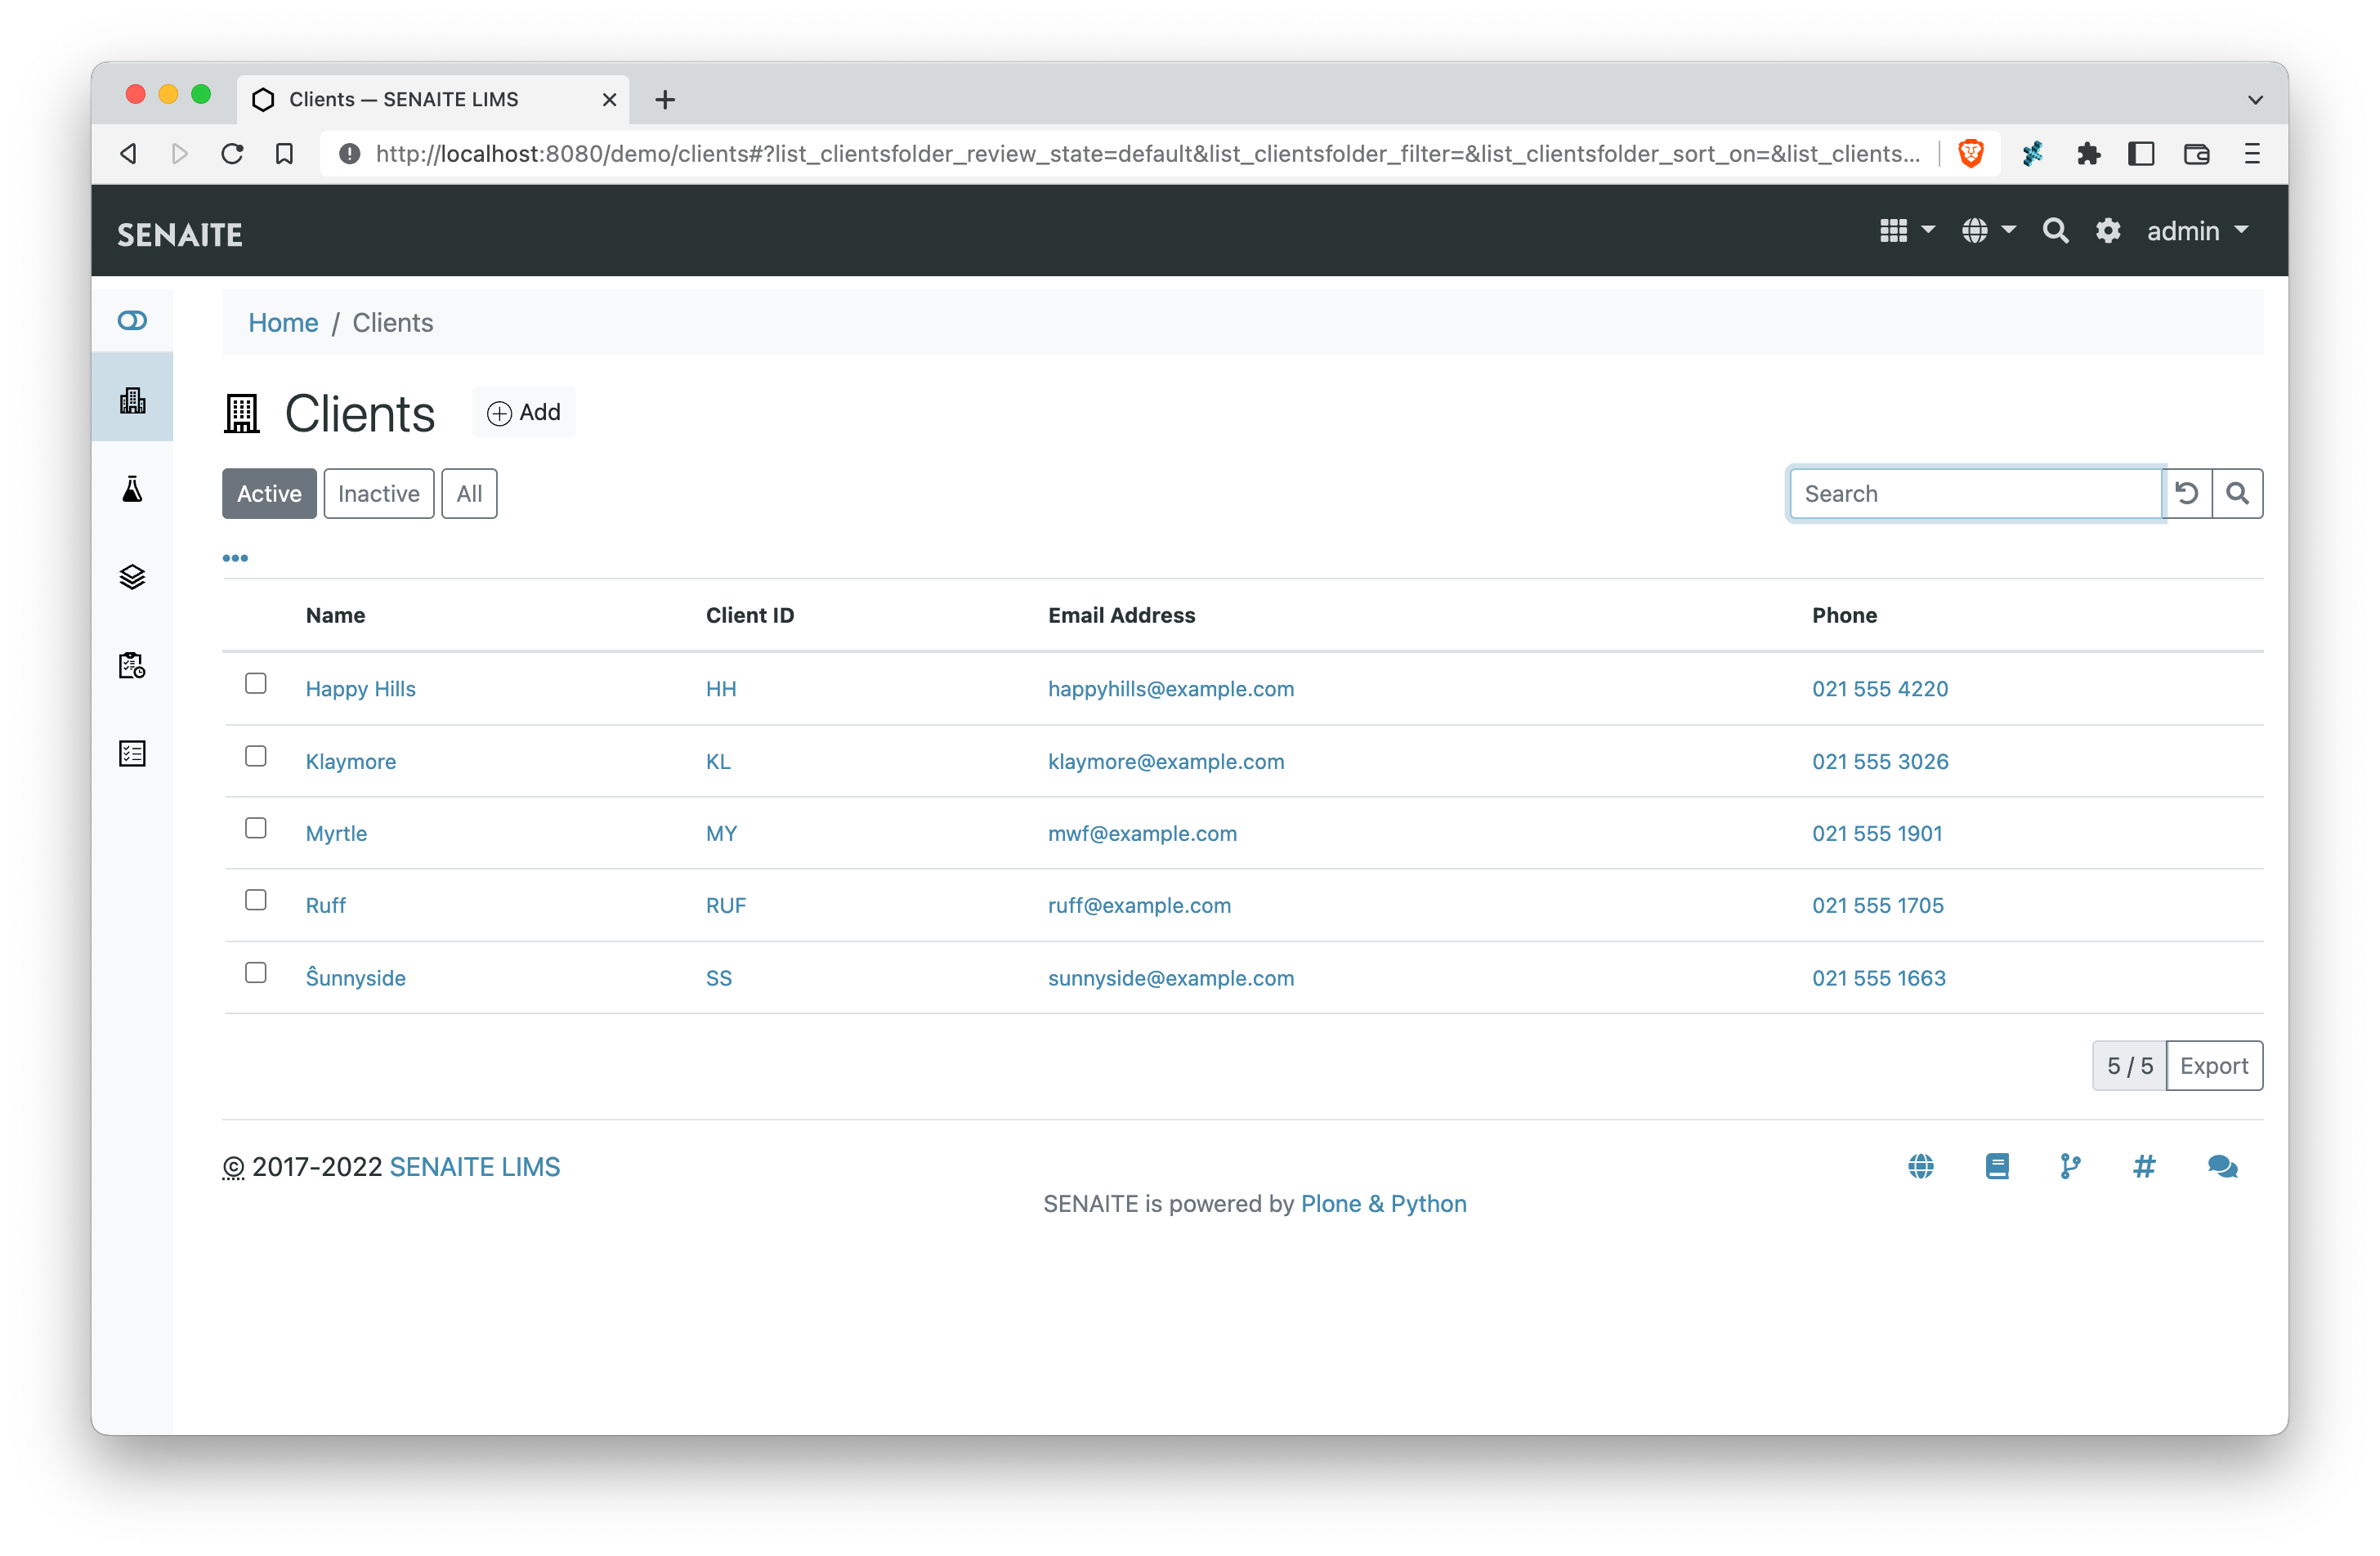 Clients — SENAITE LIMS
http://localhost:8080/demo/clients#?list_clientsfolder_review_state=default&list_clientsfolder_filter=&list_clientsfolder_sort_on=&list_clients...
SENAITE
admin
Home / Clients
Clients Add
Active Inactive All Search
Name Client ID Email Address Phone
Happy Hills HH happyhills@example.com 021 555 4220
Klaymore KL klaymore@example.com 021 555 3026
Myrtle MY mwf@example.com 021 555 1901
Ruff RUF ruff@example.com 021 555 1705
Ŝunnyside SS sunnyside@example.com 021 555 1663
5 / 5 Export
© 2017-2022 SENAITE LIMS
SENAITE is powered by Plone & Python